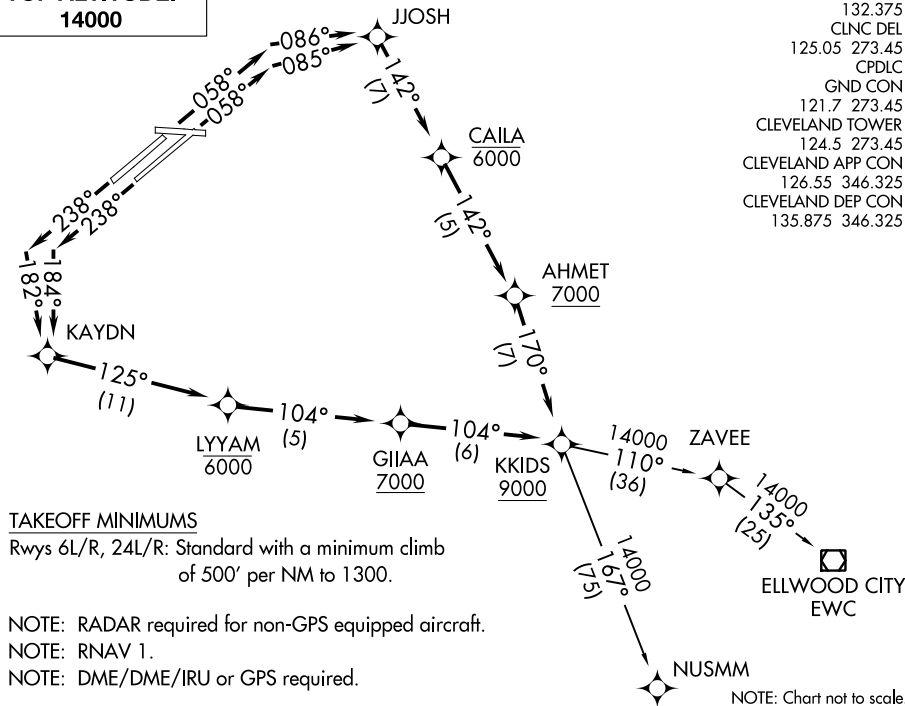 TOP ALTITUDE:
14000
132.375
CLNC DEL
125.05 273.45
CPDLC
GND CON
121.7 273.45
CLEVELAND TOWER
124.5 273.45
CLEVELAND APP CON
126.55 346.325
CLEVELAND DEP CON
135.875 346.325
JJOSH
086°
085°
058°
058°
142°
(7)
CAILA
6000
142°
(5)
AHMET
7000
170°
(7)
238°
238°
182°
184°
KAYDN
125°
(11)
LYYAM
6000
104°
(5)
GIIAA
7000
104°
(6)
KKIDS
9000
14000
110°
(36)
ZAVEE
14000
135°
(25)
ELLWOOD CITY
EWC
14000
167°
(75)
NUSMM
TAKEOFF MINIMUMS
Rwys 6L/R, 24L/R: Standard with a minimum climb
of 500' per NM to 1300.
NOTE: RADAR required for non-GPS equipped aircraft.
NOTE: RNAV 1.
NOTE: DME/DME/IRU or GPS required.
NOTE: Chart not to scale